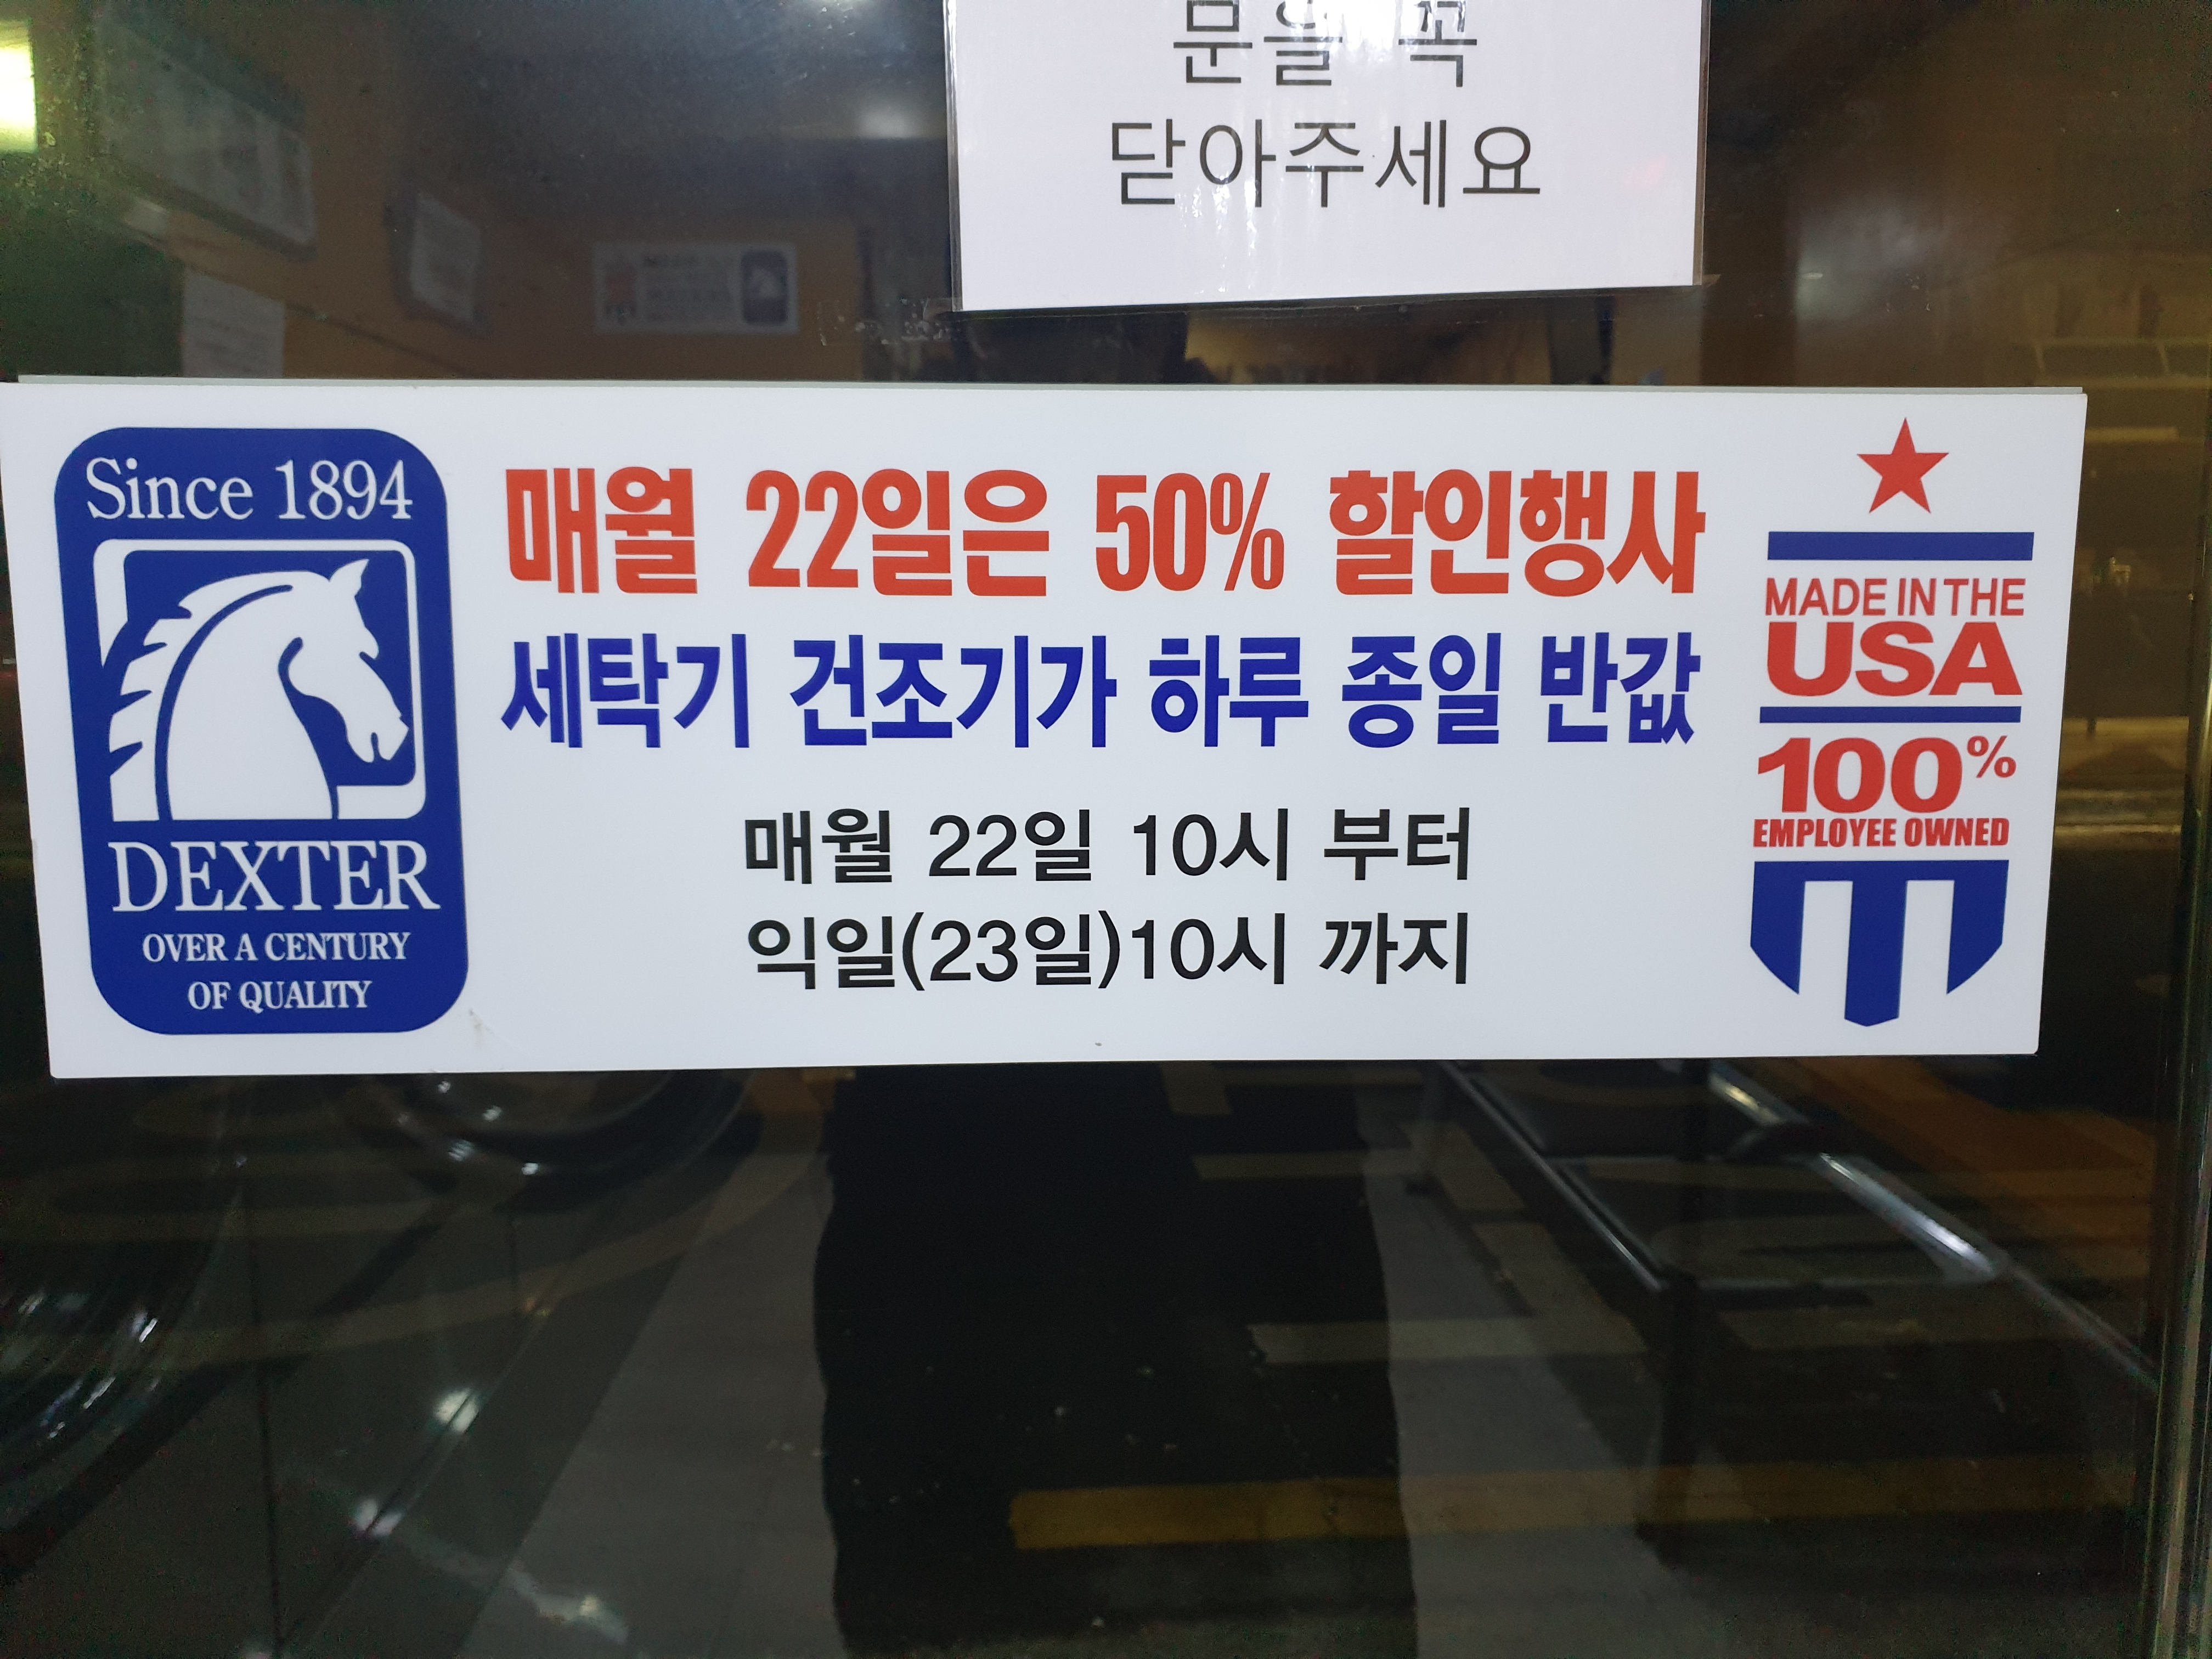 문을 꼭
닫아주세요
Since 1894
DEXTER
OVER A CENTURY
OF QUALITY
매월 22일은 50% 할인행사
세탁기 건조기가 하루 종일 반값
매월 22일 10시 부터
익일(23일)10시 까지
MADE IN THE
USA
100%
EMPLOYEE OWNED